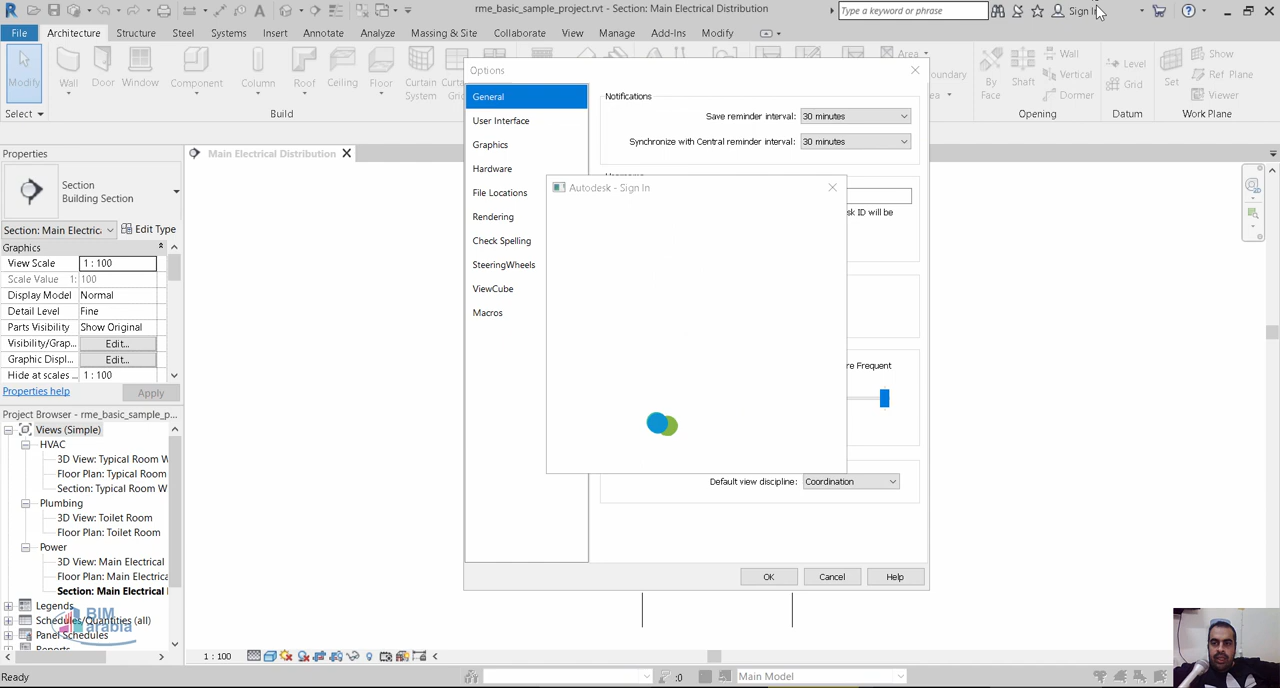 rme_basic_sample_project.rvt - Section: Main Electrical Distribution
Type a keyword or phrase
Sign In
File Architecture Structure Steel Systems Insert Annotate Analyze Massing & Site Collaborate View Manage Add-Ins Modify
Modify Wall Door Window Component Column Roof Ceiling Curtain System Floor
By Face Shaft Wall Vertical Dormer
Level Grid
Set Show Ref Plane Viewer
Area
Select Build Opening Datum Work Plane
Properties
Main Electrical Distribution
Section
Building Section
Section: Main Electric
Edit Type
Graphics
View Scale 1 : 100
Scale Value 1: 100
Display Model Normal
Detail Level Fine
Parts Visibility Show Original
Visibility/Grap... Edit...
Graphic Displ... Edit...
Hide at scales ... 1 : 100
Properties help
Apply
Project Browser - rme_basic_sample_p...
Views (Simple)
HVAC
3D View: Typical Room W
Floor Plan: Typical Room
Section: Typical Room W
Plumbing
3D View: Toilet Room
Floor Plan: Toilet Room
Power
3D View: Main Electrical
Floor Plan: Main Electrica
Section: Main Electrical
Legends
Schedules/Quantities (all)
Panel Schedules
BIM
arabia
Options
General
User Interface
Graphics
Hardware
File Locations
Rendering
Check Spelling
SteeringWheels
ViewCube
Macros
Notifications
Save reminder interval: 30 minutes
Synchronize with Central reminder interval: 30 minutes
Autodesk - Sign In
sk ID will be
re Frequent
Default view discipline: Coordination
OK Cancel Help
1 : 100
Ready
:0
Main Model